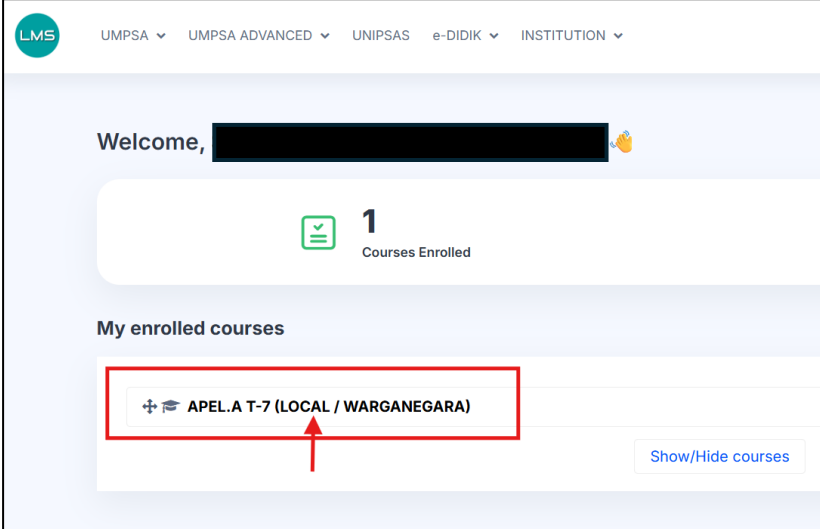 LMS
UMPSA UMPSA ADVANCED UNIPSAS e-DIDIK INSTITUTION
Welcome,
1
Courses Enrolled
My enrolled courses
APEL.A T-7 (LOCAL / WARGANEGARA)
Show/Hide courses